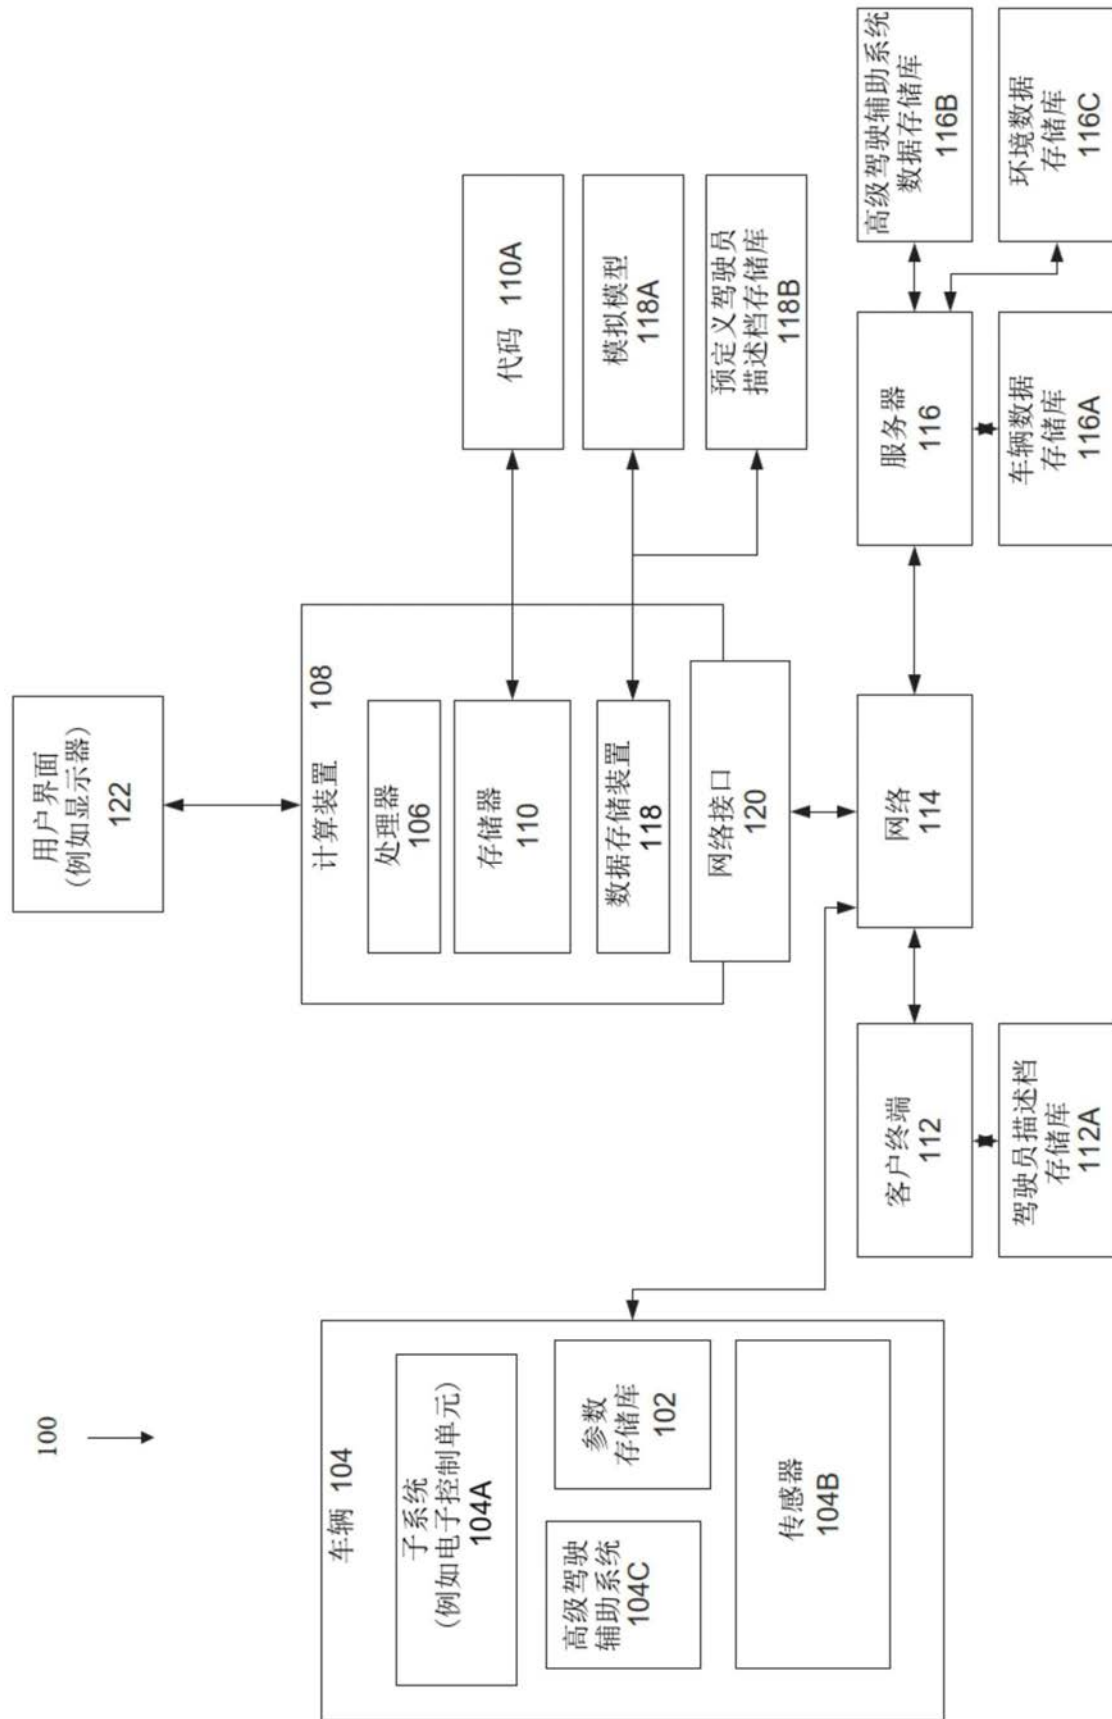 100
车辆 104
子系统
(例如电子控制单元)
104A
高级驾驶
辅助系统
104C
参数
存储库
102
传感器
104B
用户界面
(例如显示器)
122
计算装置 108
处理器
106
存储器
110
数据存储装置
118
网络接口
120
代码 110A
模拟模型
118A
预定义驾驶员
描述档存储库
118B
客户终端
112
驾驶员描述档
存储库
112A
网络
114
服务器
116
车辆数据
存储库
116A
高级驾驶辅助系统
数据存储库
116B
环境数据
存储库
116C